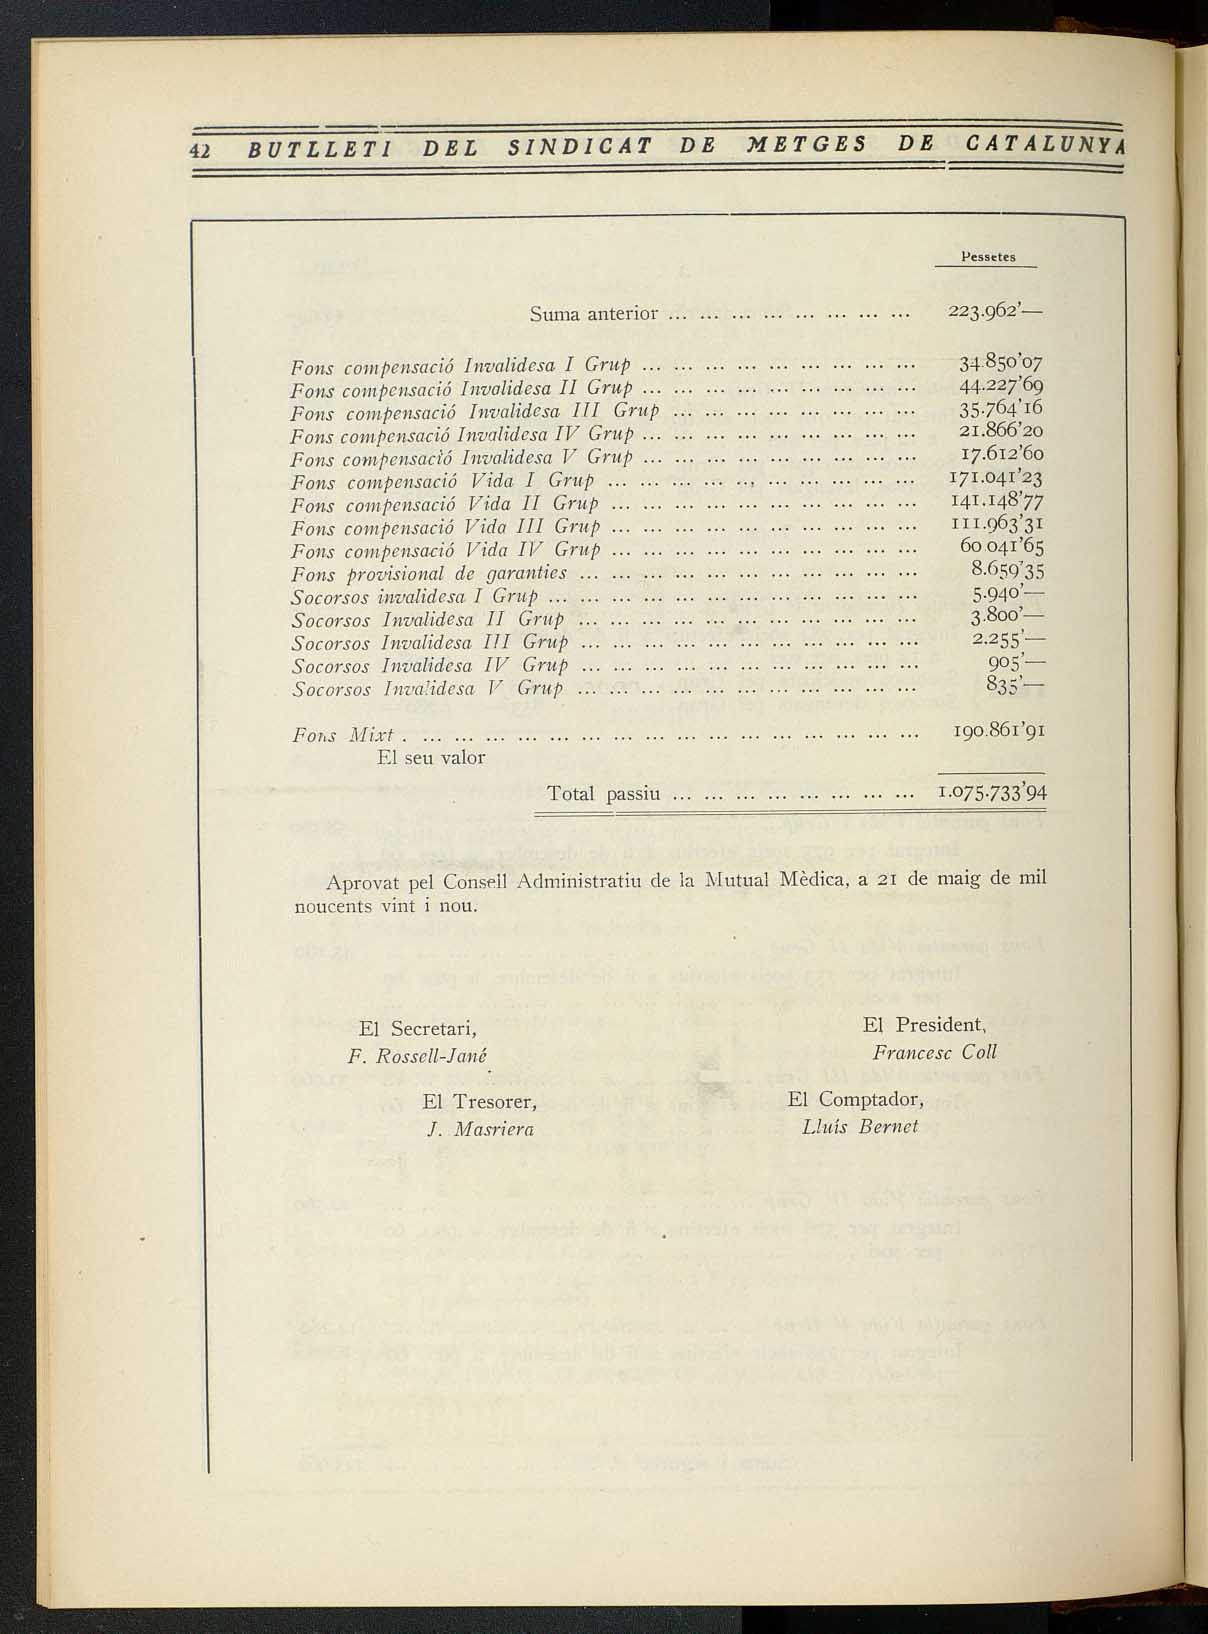 42 BUTLLETI DEL SINDICAT DE METGES DE CATALUNYA
Pessetes
Suma anterior ... ... ... ... ... ... ... ... 223.962'—
Fons compensació Invalidesa I Grup ... ... ... ... ... ... ... ... ... 34.850'07
Fons compensació Invalidesa II Grup ... ... ... ... ... ... ... ... ... 44.227'69
Fons compensació Invalidesa III Grup ... ... ... ... ... ... ... ... 35.764'16
Fons compensació Invalidesa IV Grup ... ... ... ... ... ... ... ... ... 21.866'20
Fons compensació Invalidesa V Grup ... ... ... ... ... ... ... ... ... 17.612'60
Fons compensació Vida I Grup ... ... ... ... .., ... ... ... ... ... 171.041'23
Fons compensació Vida II Grup ... ... ... ... ... ... ... ... ... ... 141.148'77
Fons compensació Vida III Grup ... ... ... ... ... ... ... ... ... ... 111.963'31
Fons compensació Vida IV Grup ... ... ... ... ... ... ... ... ... ... 60 041'65
Fons provisional de garanties ... ... ... ... ... ... ... ... ... ... ... 8.659'35
Socorsos invalidesa I Grup ... ... ... ... ... ... ... ... ... ... ... ... 5.940'—
Socorsos Invalidesa II Grup ... ... ... ... ... ... ... ... ... ... ... 3.800'—
Socorsos Invalidesa III Grup ... ... ... ... ... ... ... ... ... ... ... 2.255'—
Socorsos Invalidesa IV Grup ... ... ... ... ... ... ... ... ... ... ... 905'—
Socorsos Invalidesa V Grup ... ... ... ... ... ... ... ... ... ... ... 835'—
Fons Mixt . ... ... ... ... ... ... ... ... ... ... ... ... ... ... ... ... 190.861'91
El seu valor
Total passiu ... ... ... ... ... ... ... ... 1.075.733'94
Aprovat pel Consell Administratiu de la Mutual Mèdica, a 21 de maig de mil
noucents vint i nou.
El Secretari,
F. Rossell-Jané
El President,
Francesc Coll
El Tresorer,
J. Masriera
El Comptador,
Lluís Bernet